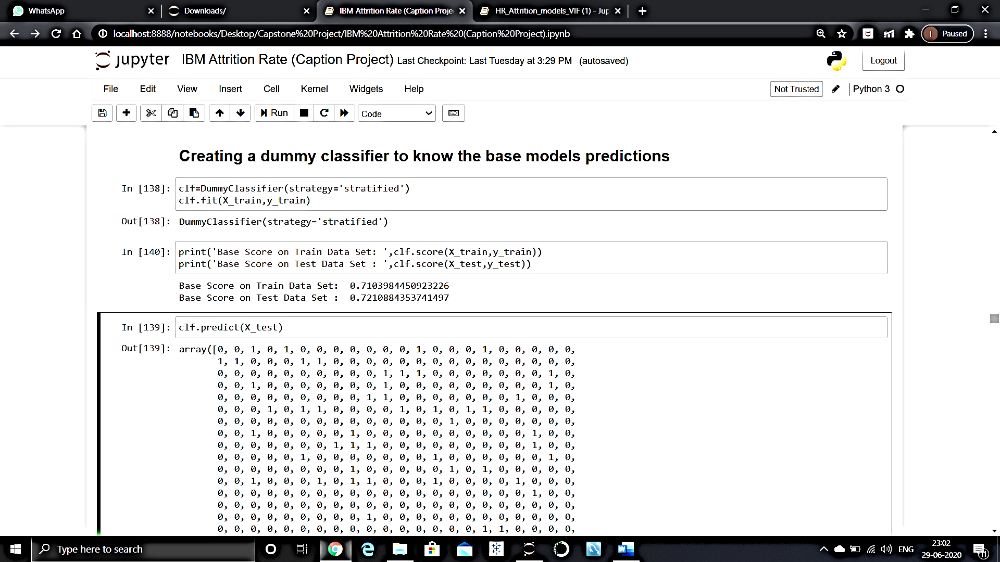 WhatsApp
Downloads/
IBM Attrition Rate (Caption Proje
HR_Attrition_models_VIF (1) - Jup
localhost:8888/notebooks/Desktop/Capstone%20Project/IBM%20Attrition%20Rate%20(Caption%20Project).ipynb
I Paused
jupyter IBM Attrition Rate (Caption Project) Last Checkpoint: Last Tuesday at 3:29 PM (autosaved)
Logout
File Edit View Insert Cell Kernel Widgets Help
Not Trusted Python 3
Run Code
Creating a dummy classifier to know the base models predictions
In [138]: clf=DummyClassifier(strategy='stratified')
clf.fit(X_train,y_train)
Out[138]: DummyClassifier(strategy='stratified')
In [140]: print('Base Score on Train Data Set: ',clf.score(X_train,y_train))
print('Base Score on Test Data Set : ',clf.score(X_test,y_test))
Base Score on Train Data Set:  0.7103984450923226
Base Score on Test Data Set :  0.7210884353741497
In [139]: clf.predict(X_test)
Out[139]: array([0, 0, 1, 0, 1, 0, 0, 0, 0, 0, 0, 0, 1, 0, 0, 0, 1, 0, 0, 0, 0, 0,
1, 1, 0, 0, 0, 1, 1, 0, 0, 0, 0, 0, 0, 0, 0, 0, 0, 0, 0, 0,
0, 0, 0, 0, 0, 0, 0, 0, 0, 0, 1, 1, 1, 0, 0, 0, 0, 0, 0, 0, 1, 0,
0, 0, 1, 0, 0, 0, 0, 0, 0, 0, 1, 0, 0, 0, 0, 0, 0, 0, 0, 0, 1, 0,
0, 0, 0, 0, 0, 0, 0, 0, 0, 1, 1, 0, 0, 0, 0, 0, 0, 0, 1, 0, 0, 0,
0, 0, 0, 1, 0, 1, 1, 0, 0, 0, 0, 1, 0, 1, 0, 1, 1, 0, 0, 0, 0, 0,
0, 0, 0, 0, 0, 0, 0, 0, 0, 0, 0, 0, 0, 0, 1, 0, 0, 0, 0, 0, 0, 0,
0, 0, 1, 0, 0, 0, 0, 0, 1, 0, 0, 0, 0, 0, 0, 0, 0, 0, 0, 1, 0, 0,
0, 0, 0, 0, 0, 0, 0, 1, 1, 1, 0, 0, 0, 0, 0, 0, 0, 0, 0, 1, 0, 0,
0, 0, 0, 0, 0, 1, 0, 0, 0, 0, 0, 0, 0, 1, 0, 0, 0, 0, 0, 0, 1, 0,
0, 0, 0, 0, 0, 0, 0, 0, 1, 0, 0, 0, 0, 0, 1, 0, 1, 0, 0, 0, 0, 0,
0, 0, 1, 0, 0, 0, 1, 0, 1, 1, 0, 0, 0, 1, 0, 0, 0, 0, 1, 0, 0, 0,
0, 0, 0, 0, 0, 0, 0, 0, 0, 0, 0, 0, 0, 0, 0, 0, 0, 0, 0, 1, 0, 0,
0, 0, 0, 0, 0, 0, 0, 0, 0, 0, 0, 0, 0, 0, 0, 0, 0, 0, 0, 0, 0, 0,
0, 0, 0, 0, 0, 0, 0, 0, 0, 1, 0, 0, 0, 0, 0, 0, 0, 0, 0, 0, 0, 0,
0, 0, 0, 0, 0, 0, 0, 0, 0, 0, 0, 0, 0, 0, 0, 0, 1, 1, 0, 0, 0, 0,
Type here to search
ENG
23:02
29-06-2020
11